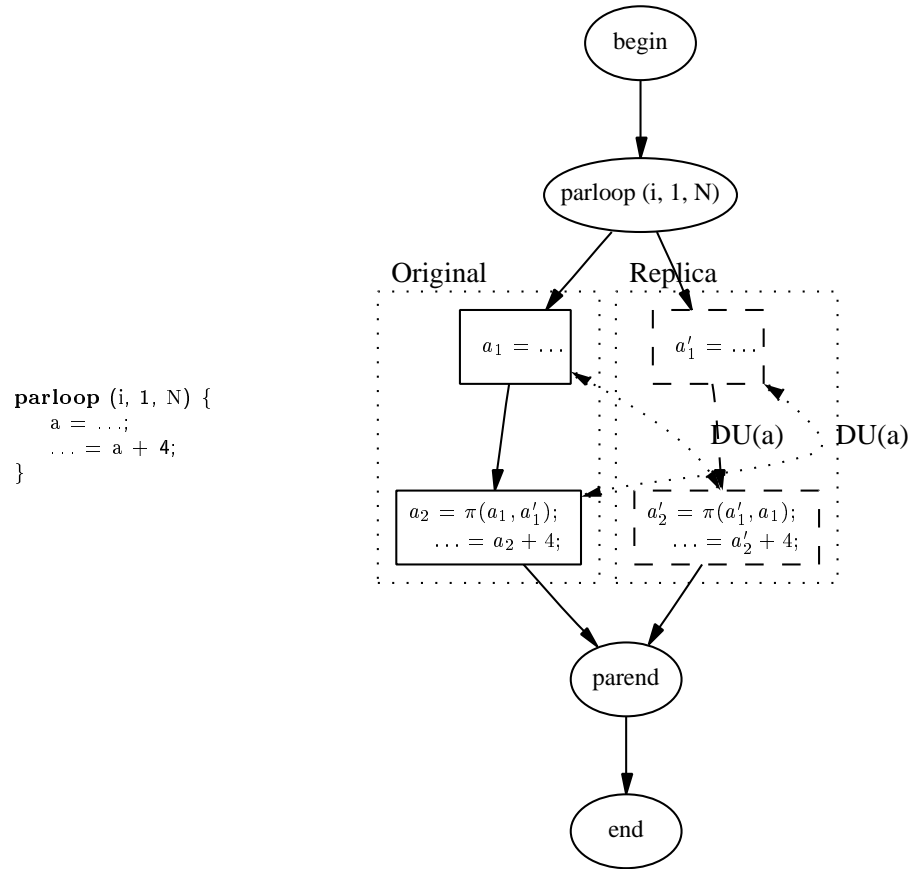 begin
parloop (i, 1, N)
Original
Replica
a₁ = ...
a′₁ = ...
parloop (i, 1, N) {
a = ...;
... = a + 4;
}
DU(a)
DU(a)
a₂ = π(a₁, a′₁);
... = a₂ + 4;
a′₂ = π(a′₁, a₁);
... = a′₂ + 4;
parend
end